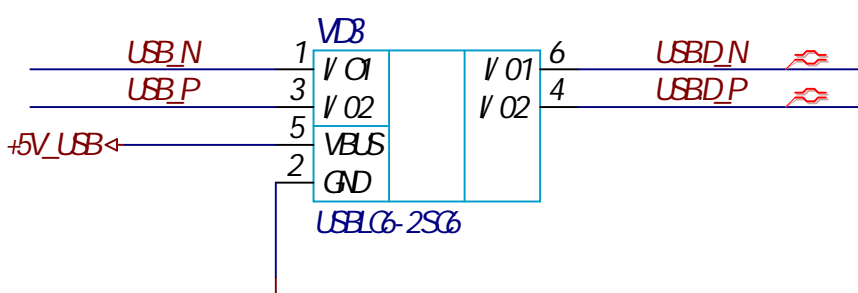 VD3
USB_N 1 I/O1 I/O1 6 USBD_N
USB_P 3 I/O2 I/O2 4 USBD_P
+5V_USB 5 VBUS
2 GND
USBLC6-2SC6